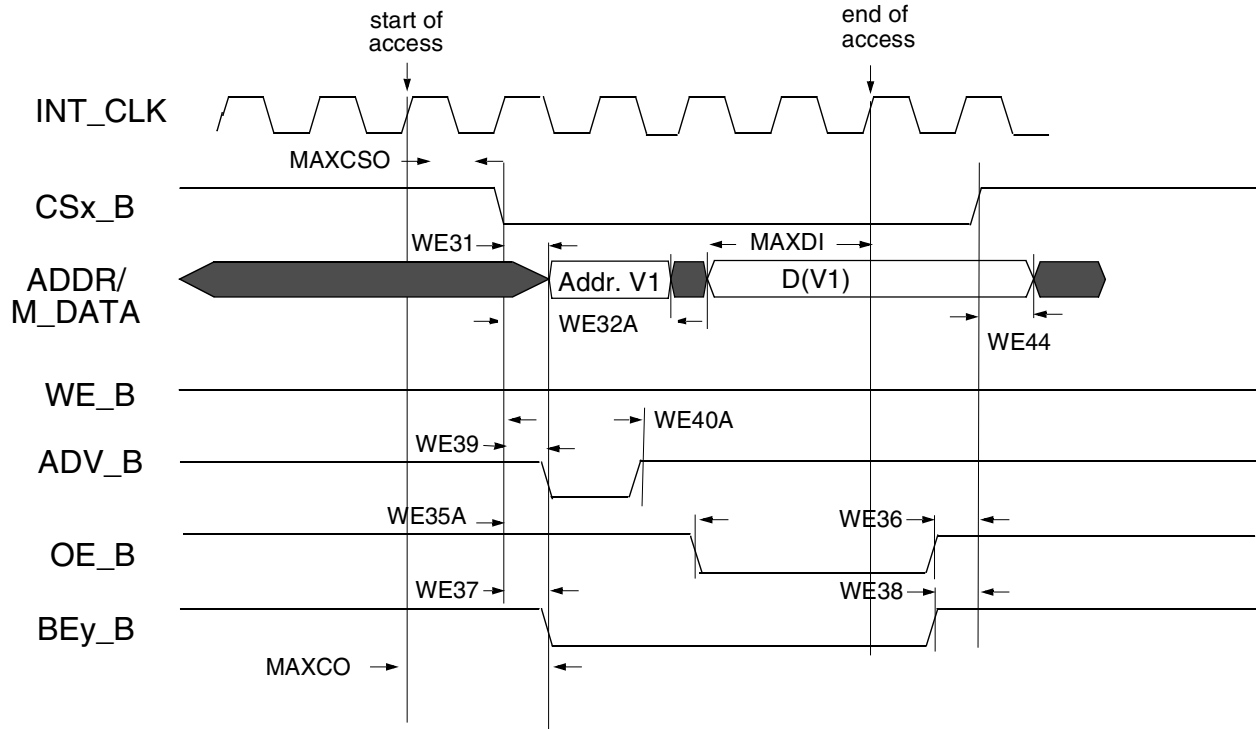 start of
access
end of
access
INT_CLK
MAXCSO
CSx_B
WE31
MAXDI
ADDR/
M_DATA
Addr. V1
D(V1)
WE32A
WE44
WE_B
WE40A
WE39
ADV_B
WE35A
WE36
OE_B
WE37
WE38
BEy_B
MAXCO